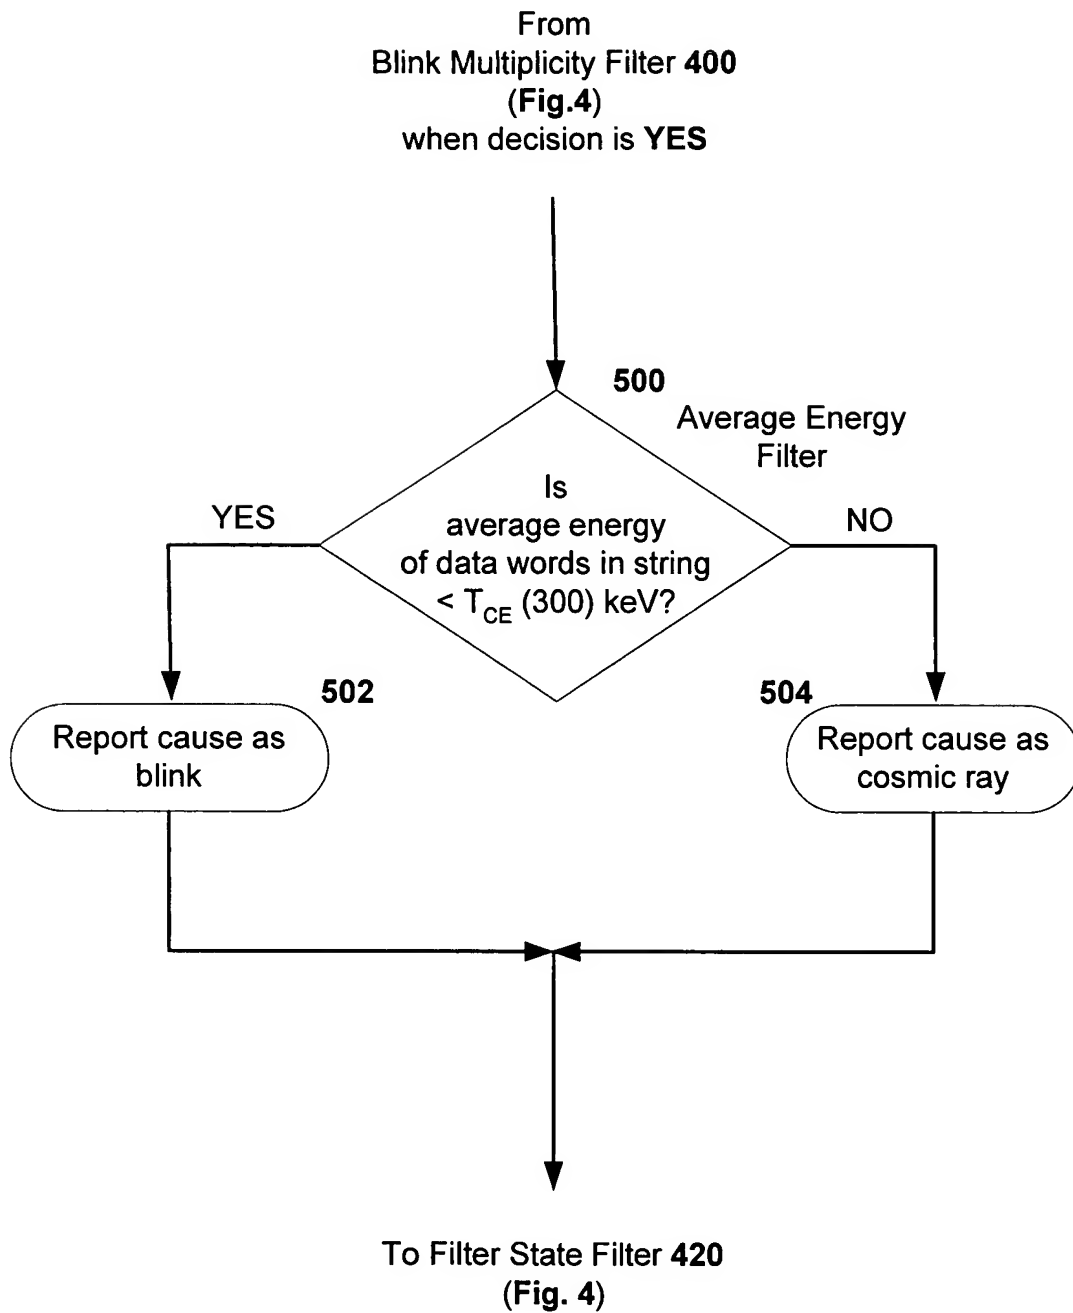 From
Blink Multiplicity Filter 400
(Fig.4)
when decision is YES
500
Average Energy
Filter
Is
average energy
of data words in string
< T_CE (300) keV?
YES
NO
502
504
Report cause as
blink
Report cause as
cosmic ray
To Filter State Filter 420
(Fig. 4)